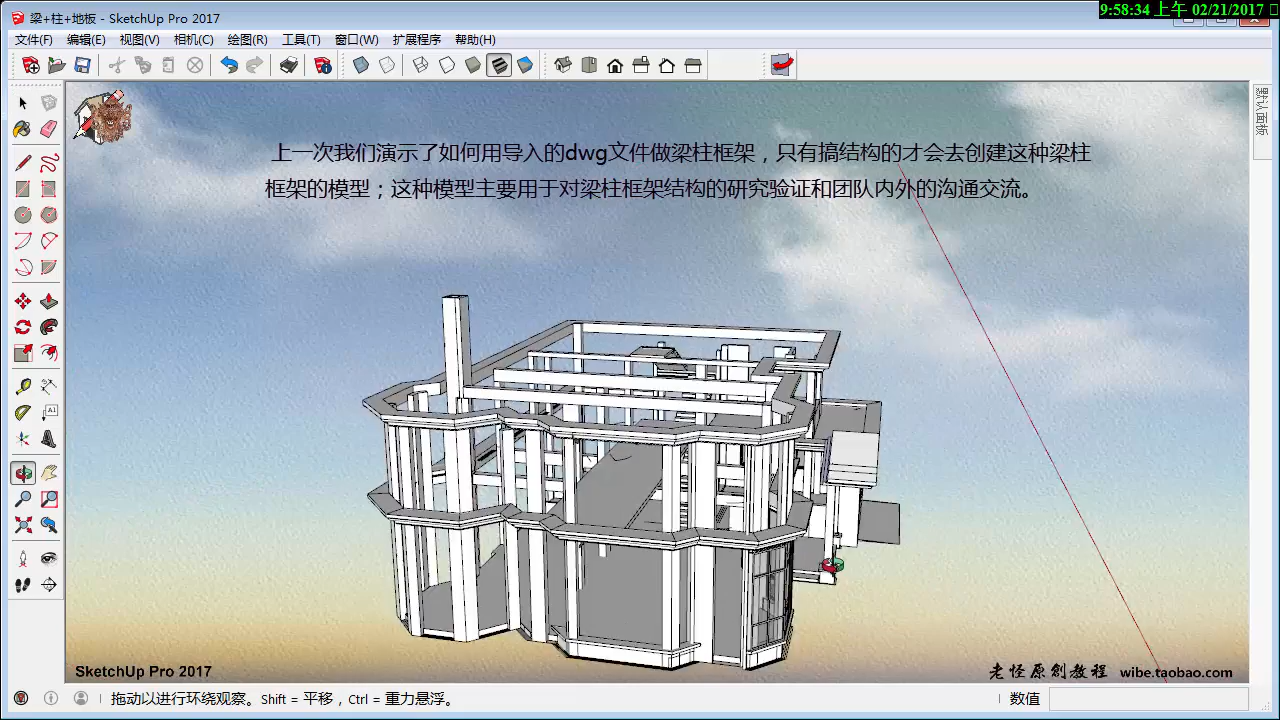 9:58:34 上午 02/21/2017
梁+柱+地板 - SketchUp Pro 2017
文件(F) 编辑(E) 视图(V) 相机(C) 绘图(R) 工具(T) 窗口(W) 扩展程序 帮助(H)
默认面板
上一次我们演示了如何用导入的dwg文件做梁柱框架，只有搞结构的才会去创建这种梁柱
框架的模型；这种模型主要用于对梁柱框架结构的研究验证和团队内外的沟通交流。
SketchUp Pro 2017
老怪原創教程 wibe.taobao.com
拖动以进行环绕观察。Shift = 平移，Ctrl = 重力悬浮。
数值